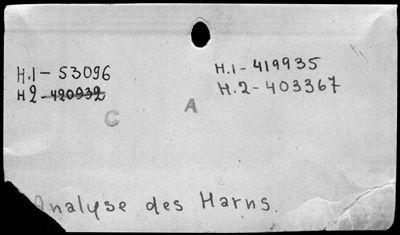 H.1 - 53096
H2 - 420932
H.1 - 419935
H.2 - 403367
C
A
Analyse des Harns.